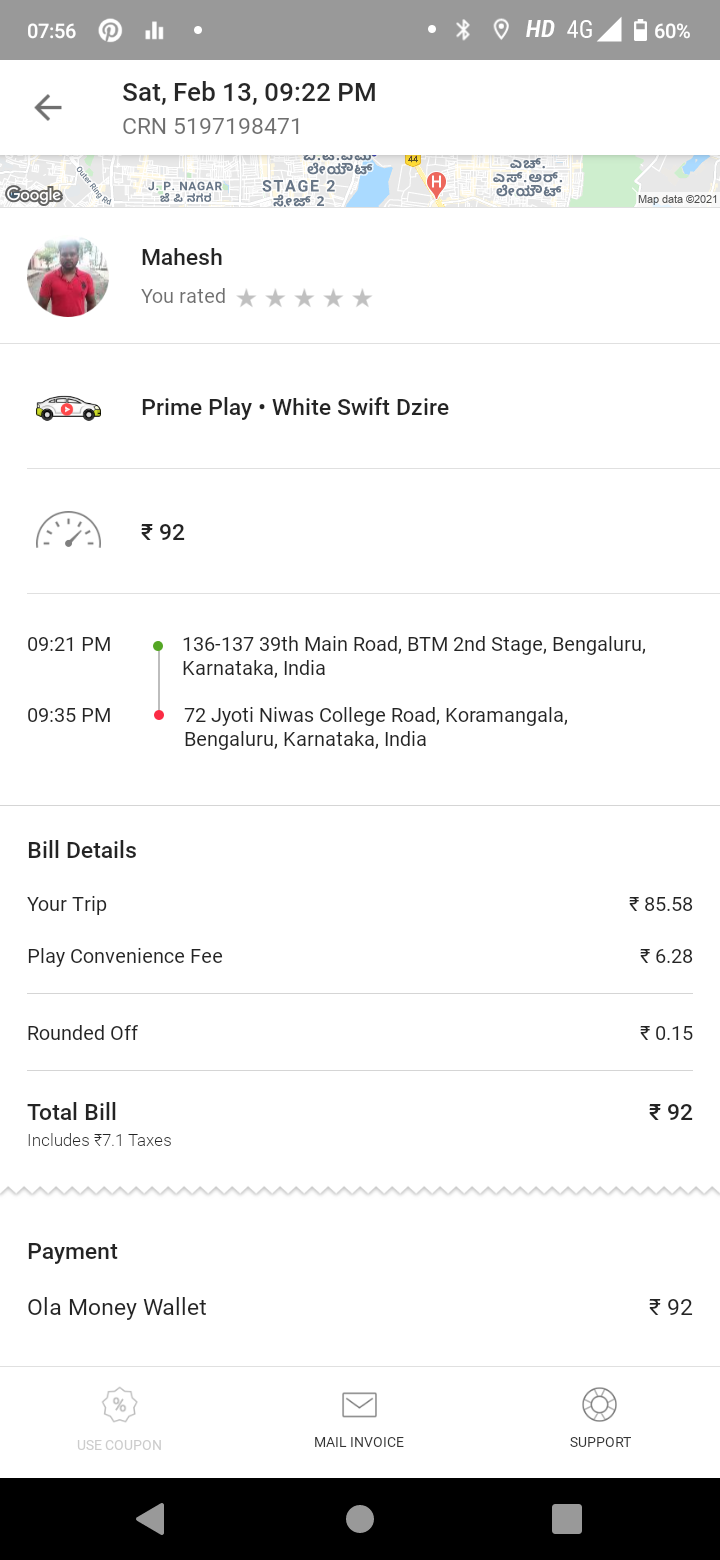 07:56
HD 4G 60%
Sat, Feb 13, 09:22 PM
CRN 5197198471
ಲೇಯೌಟ್
44
ಎಚ್.
ಎಸ್.ಆರ್.
ಲೇಯೌಟ್
Outer Ring Rd
J. P. NAGAR
ಜೆ ಪಿ ನಗರ
STAGE 2
ಸ್ಟೇಜ್ 2
H
Google
Map data ©2021
Mahesh
You rated
Prime Play • White Swift Dzire
₹ 92
09:21 PM
136-137 39th Main Road, BTM 2nd Stage, Bengaluru,
Karnataka, India
09:35 PM
72 Jyoti Niwas College Road, Koramangala,
Bengaluru, Karnataka, India
Bill Details
Your Trip ₹ 85.58
Play Convenience Fee ₹ 6.28
Rounded Off ₹ 0.15
Total Bill ₹ 92
Includes ₹7.1 Taxes
Payment
Ola Money Wallet ₹ 92
%
USE COUPON MAIL INVOICE SUPPORT